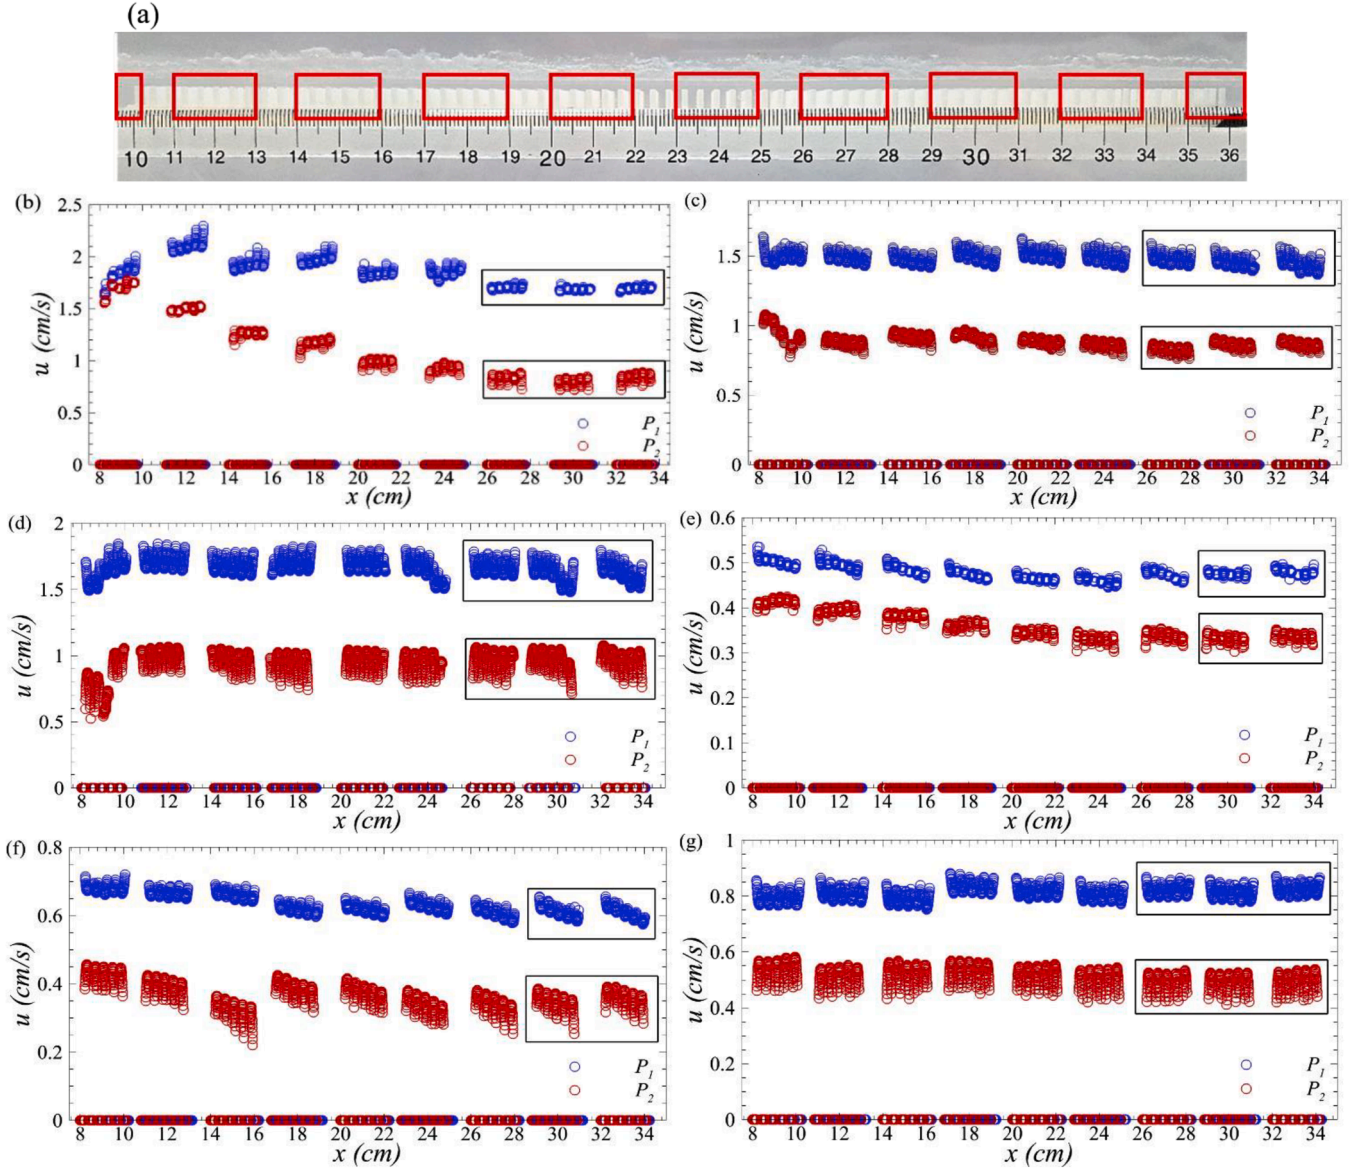 (a)
10 11 12 13 14 15 16 17 18 19 20 21 22 23 24 25 26 27 28 29 30 31 32 33 34 35 36
(b)
2.5
2
1.5
1
0.5
0
u (cm/s)
P1
P2
8 10 12 14 16 18 20 22 24 26 28 30 32 34
x (cm)
(c)
1.5
1
0.5
0
u (cm/s)
P1
P2
8 10 12 14 16 18 20 22 24 26 28 30 32 34
x (cm)
(d)
2
1.5
1
0.5
0
u (cm/s)
P1
P2
8 10 12 14 16 18 20 22 24 26 28 30 32 34
x (cm)
(e)
0.6
0.5
0.4
0.3
0.2
0.1
0
u (cm/s)
P1
P2
8 10 12 14 16 18 20 22 24 26 28 30 32 34
x (cm)
(f)
0.8
0.6
0.4
0.2
0
u (cm/s)
P1
P2
8 10 12 14 16 18 20 22 24 26 28 30 32 34
x (cm)
(g)
1
0.8
0.6
0.4
0.2
0
u (cm/s)
P1
P2
8 10 12 14 16 18 20 22 24 26 28 30 32 34
x (cm)